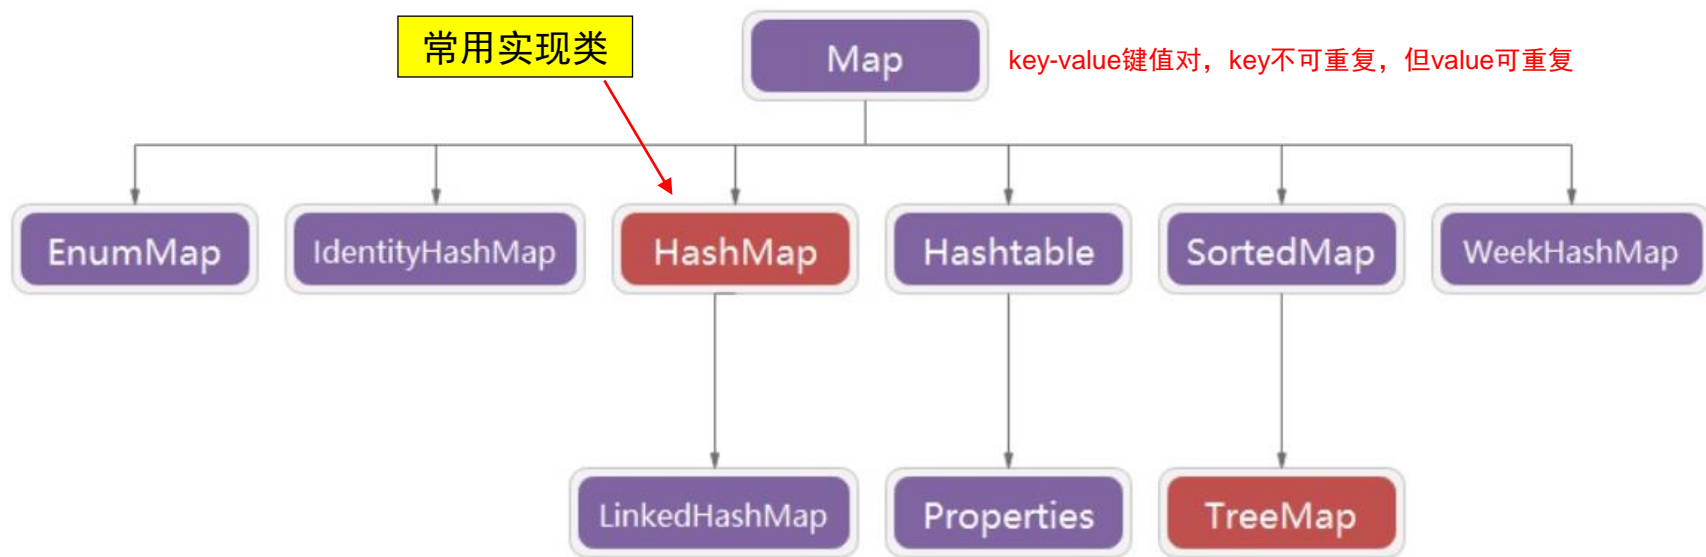 常用实现类
Map
key-value键值对，key不可重复，但value可重复
EnumMap
IdentityHashMap
HashMap
Hashtable
SortedMap
WeekHashMap
LinkedHashMap
Properties
TreeMap